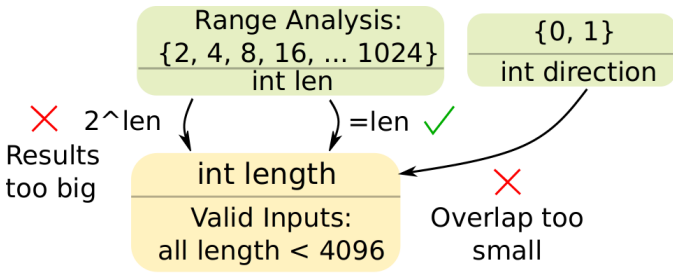 Range Analysis:
{2, 4, 8, 16, ... 1024}
int len
{0, 1}
int direction
2^len
=len
Results
too big
int length
Valid Inputs:
all length < 4096
Overlap too
small